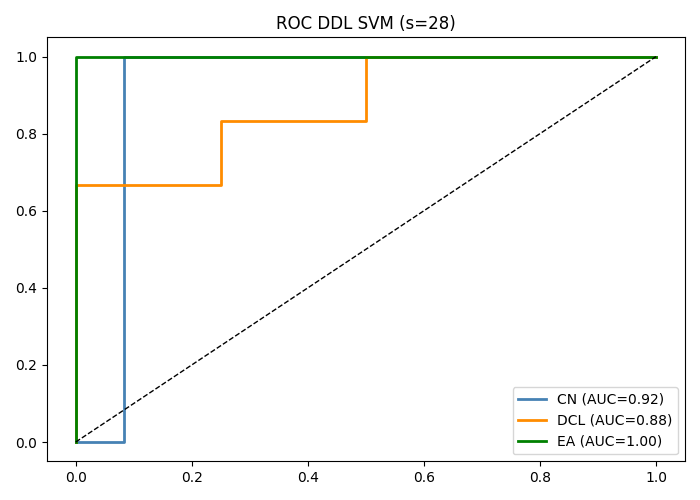 ROC DDL SVM (s=28)
1.0
0.8
0.6
0.4
0.2
0.0
0.0 0.2 0.4 0.6 0.8 1.0
CN (AUC=0.92)
DCL (AUC=0.88)
EA (AUC=1.00)